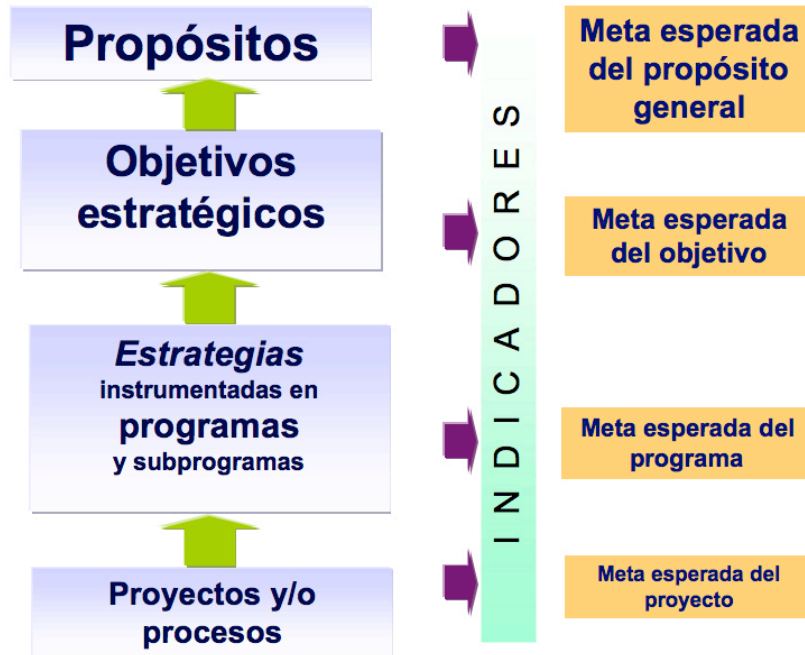 Propósitos
Meta esperada
del propósito
general
Objetivos
estratégicos
Meta esperada
del objetivo
INDICADORES
Estrategias
instrumentadas en
programas
y subprogramas
Meta esperada del
programa
Proyectos y/o
procesos
Meta esperada del
proyecto